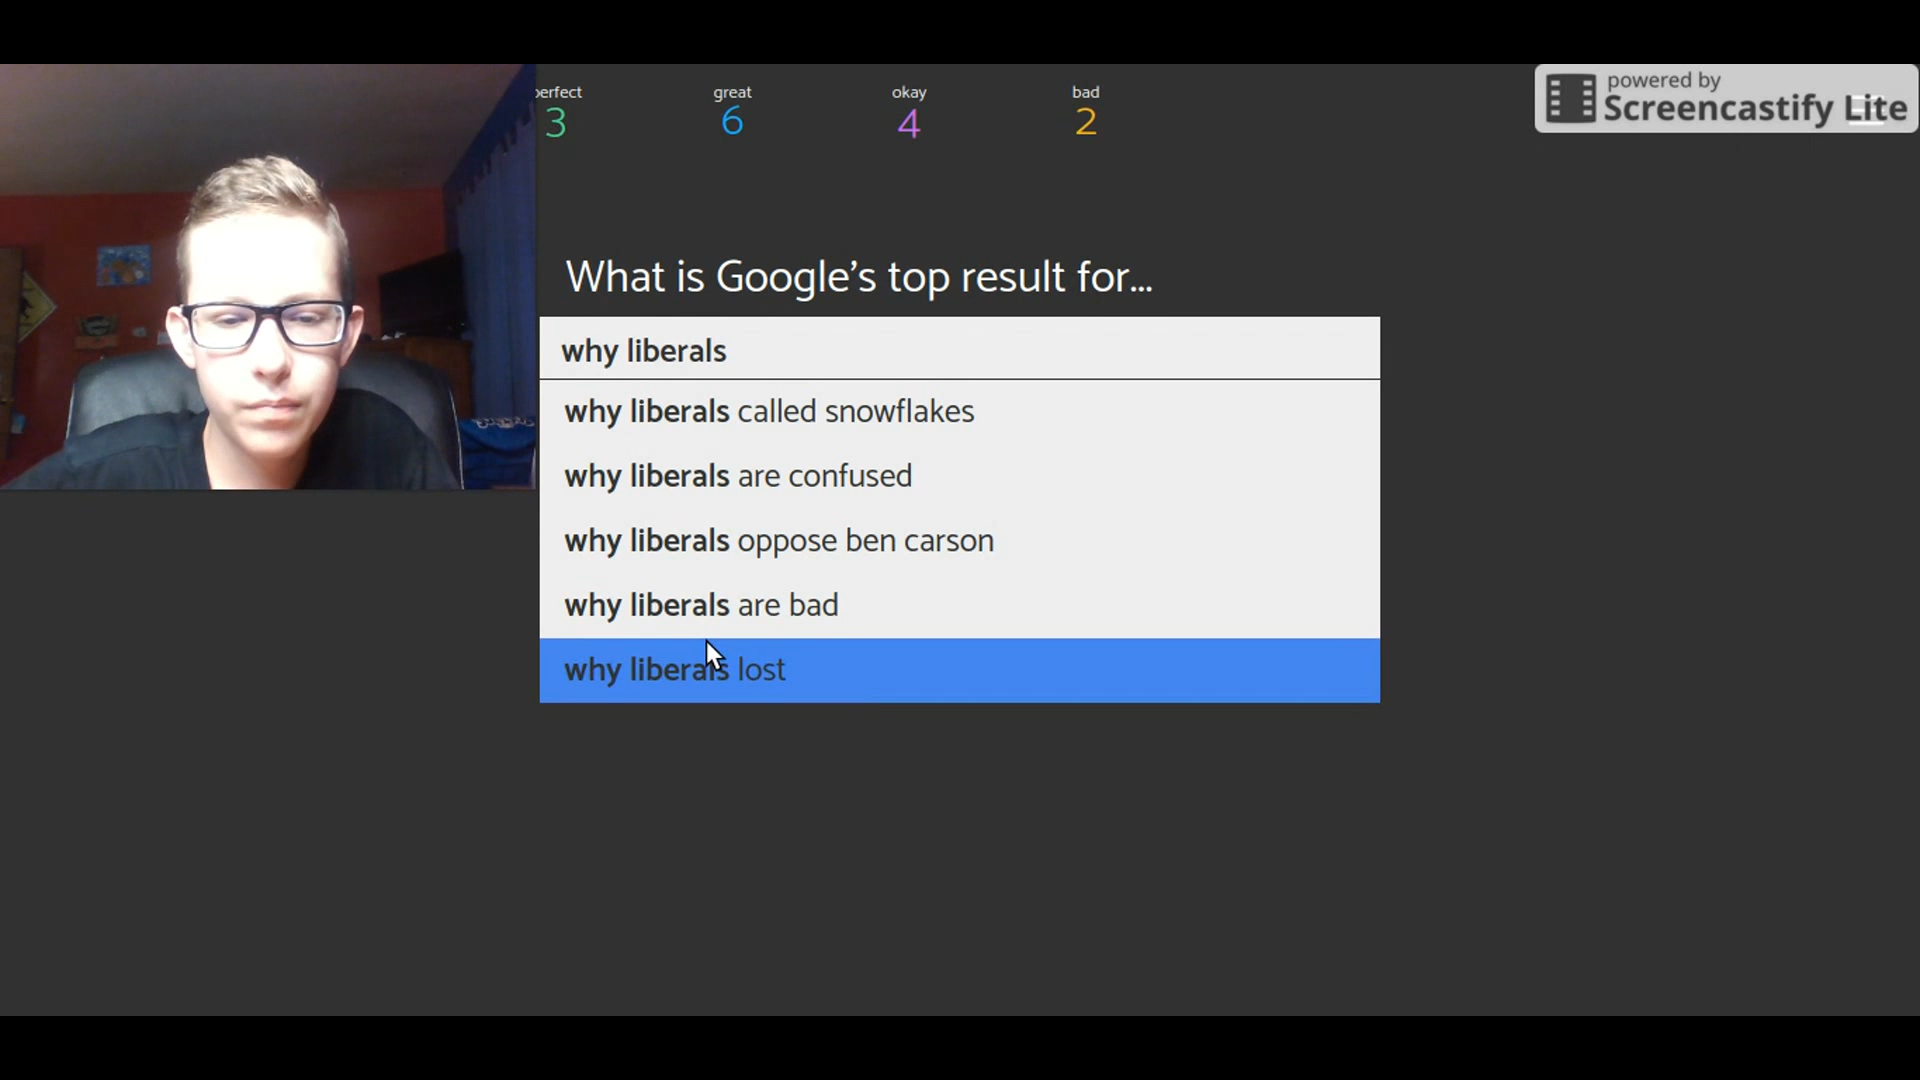 perfect great okay bad
3 6 4 2
powered by
Screencastify Lite
What is Google's top result for...
why liberals
why liberals called snowflakes
why liberals are confused
why liberals oppose ben carson
why liberals are bad
why liberals lost